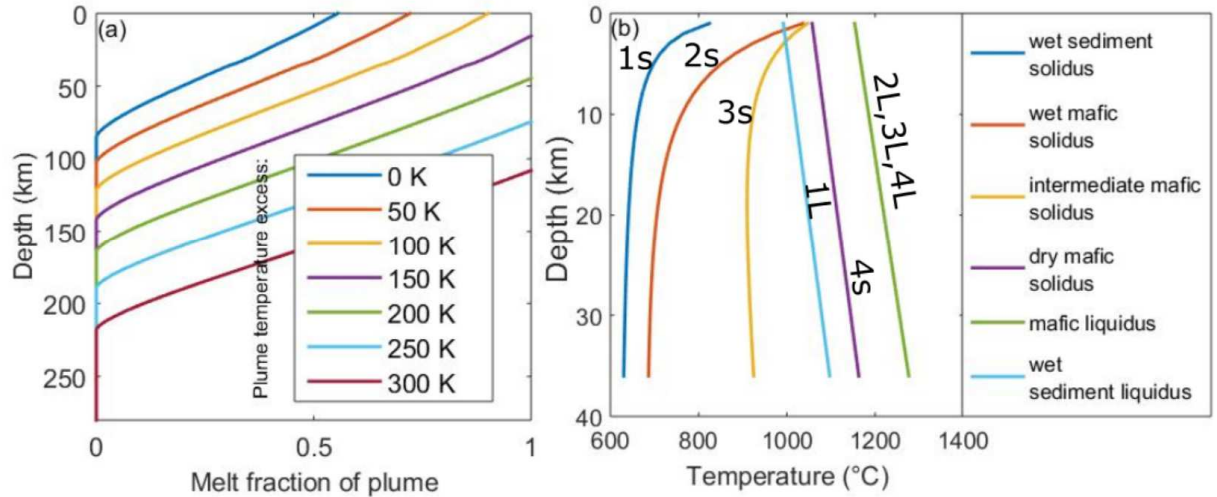 (a)
0
50
100
150
200
250
Depth (km)
0
0.5
1
Melt fraction of plume
Plume temperature excess:
0 K
50 K
100 K
150 K
200 K
250 K
300 K
(b)
0
10
20
30
40
Depth (km)
600
800
1000
1200
1400
Temperature (°C)
1s
2s
3s
1L
4s
2L,3L,4L
wet sediment
solidus
wet mafic
solidus
intermediate mafic
solidus
dry mafic
solidus
mafic liquidus
wet
sediment liquidus